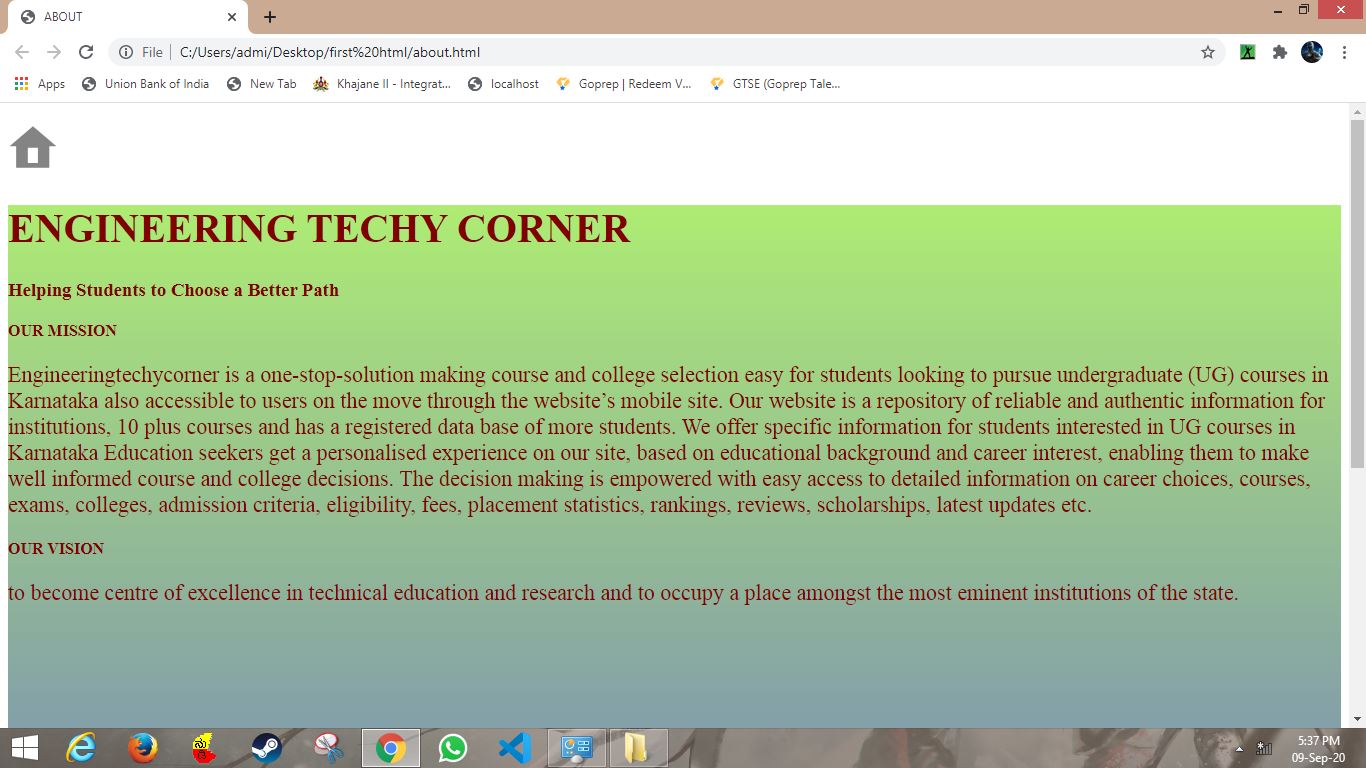 ABOUT
File
C:/Users/admi/Desktop/first%20html/about.html
Apps
Union Bank of India
New Tab
Khajane II - Integrat...
localhost
Goprep | Redeem V...
GTSE (Goprep Tale...
ENGINEERING TECHY CORNER
Helping Students to Choose a Better Path
OUR MISSION
Engineeringtechycorner is a one-stop-solution making course and college selection easy for students looking to pursue undergraduate (UG) courses in
Karnataka also accessible to users on the move through the website’s mobile site. Our website is a repository of reliable and authentic information for
institutions, 10 plus courses and has a registered data base of more students. We offer specific information for students interested in UG courses in
Karnataka Education seekers get a personalised experience on our site, based on educational background and career interest, enabling them to make
well informed course and college decisions. The decision making is empowered with easy access to detailed information on career choices, courses,
exams, colleges, admission criteria, eligibility, fees, placement statistics, rankings, reviews, scholarships, latest updates etc.
OUR VISION
to become centre of excellence in technical education and research and to occupy a place amongst the most eminent institutions of the state.
5:37 PM
09-Sep-20